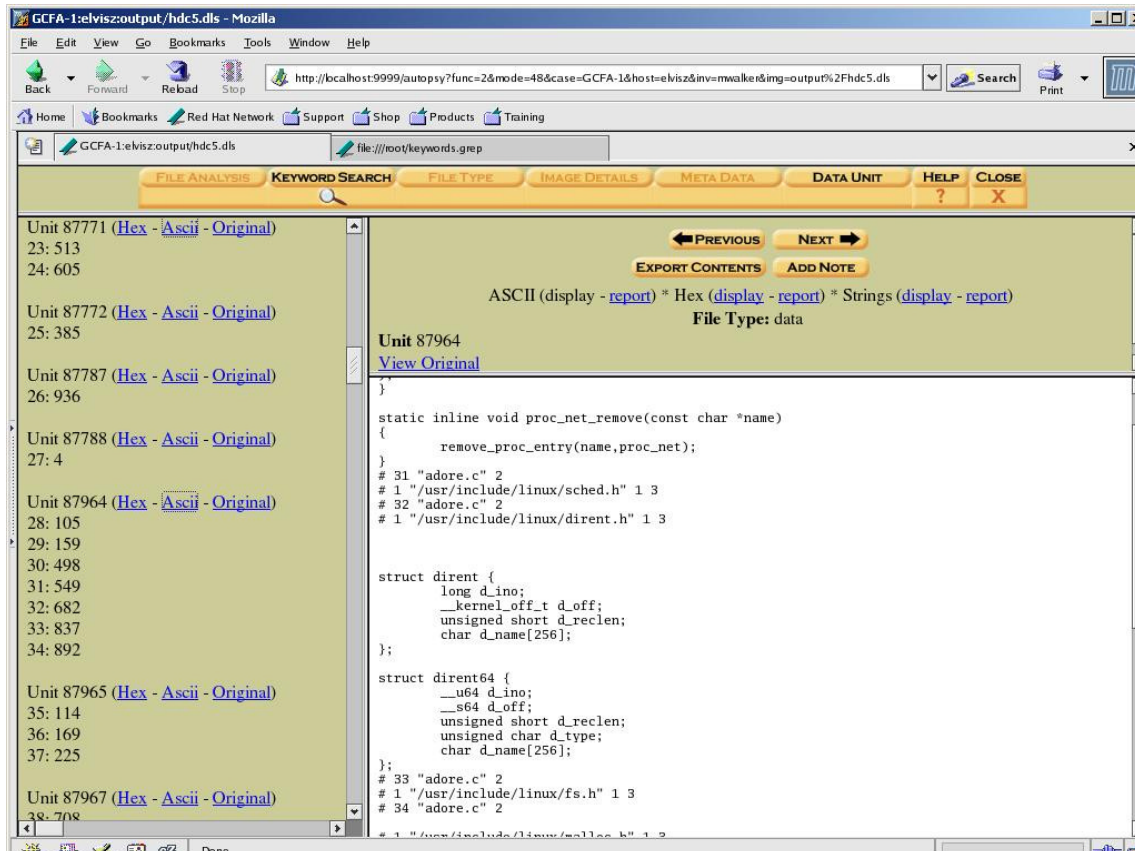 GCFA-1:elvisz:output/hdc5.dls - Mozilla
File Edit View Go Bookmarks Tools Window Help
Back Forward Reload Stop http://localhost:9999/autopsy?func=2&mode=48&case=GCFA-1&host=elvisz&inv=mwalker&img=output%2Fhdc5.dls Search Print
Home Bookmarks Red Hat Network Support Shop Products Training
GCFA-1:elvisz:output/hdc5.dls file:///root/keywords.grep
FILE ANALYSIS KEYWORD SEARCH FILE TYPE IMAGE DETAILS META DATA DATA UNIT HELP CLOSE
? X
Unit 87771 (Hex - Ascii - Original)
23: 513
24: 605
Unit 87772 (Hex - Ascii - Original)
25: 385
Unit 87787 (Hex - Ascii - Original)
26: 936
Unit 87788 (Hex - Ascii - Original)
27: 4
Unit 87964 (Hex - Ascii - Original)
28: 105
29: 159
30: 498
31: 549
32: 682
33: 837
34: 892
Unit 87965 (Hex - Ascii - Original)
35: 114
36: 169
37: 225
Unit 87967 (Hex - Ascii - Original)
38: 708
PREVIOUS NEXT
EXPORT CONTENTS ADD NOTE
ASCII (display - report) * Hex (display - report) * Strings (display - report)
File Type: data
Unit 87964
View Original
}
static inline void proc_net_remove(const char *name)
{
remove_proc_entry(name,proc_net);
}
# 31 "adore.c" 2
# 1 "/usr/include/linux/sched.h" 1 3
# 32 "adore.c" 2
# 1 "/usr/include/linux/dirent.h" 1 3
struct dirent {
long d_ino;
__kernel_off_t d_off;
unsigned short d_reclen;
char d_name[256];
};
struct dirent64 {
__u64 d_ino;
__s64 d_off;
unsigned short d_reclen;
unsigned char d_type;
char d_name[256];
};
# 33 "adore.c" 2
# 1 "/usr/include/linux/fs.h" 1 3
# 34 "adore.c" 2
# 1 "/usr/include/linux/malloc.h" 1 3
Done